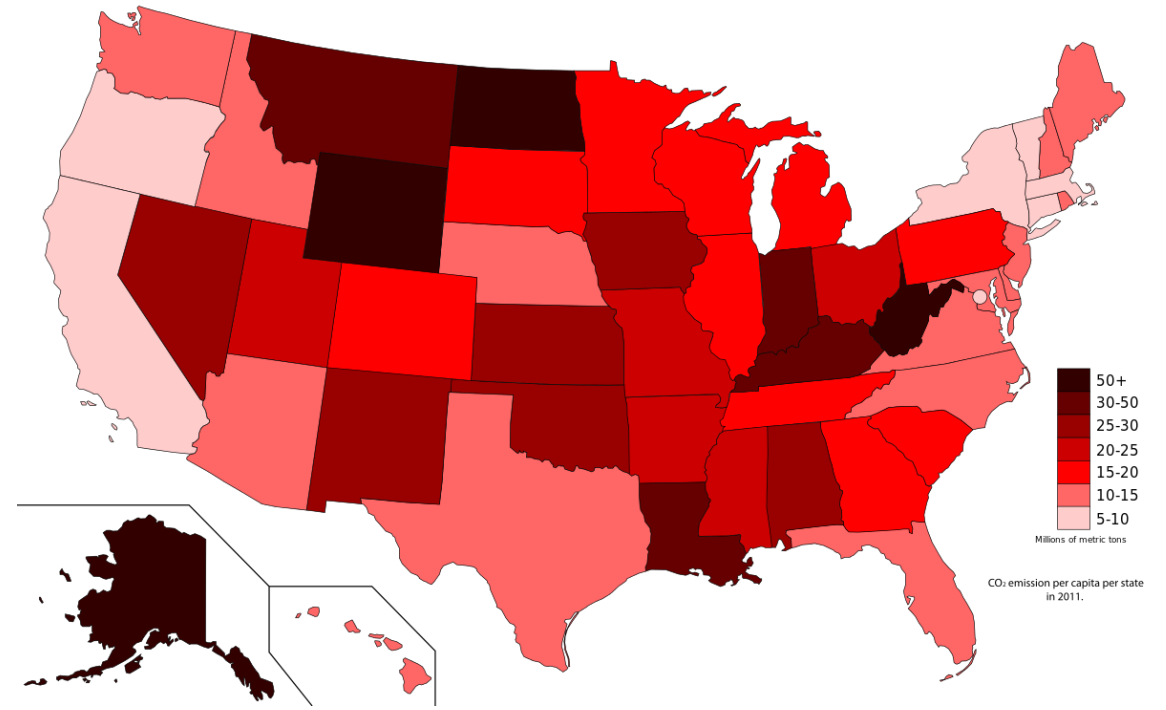 50+
30-50
25-30
20-25
15-20
10-15
5-10
Millions of metric tons
CO₂ emission per capita per state
in 2011.